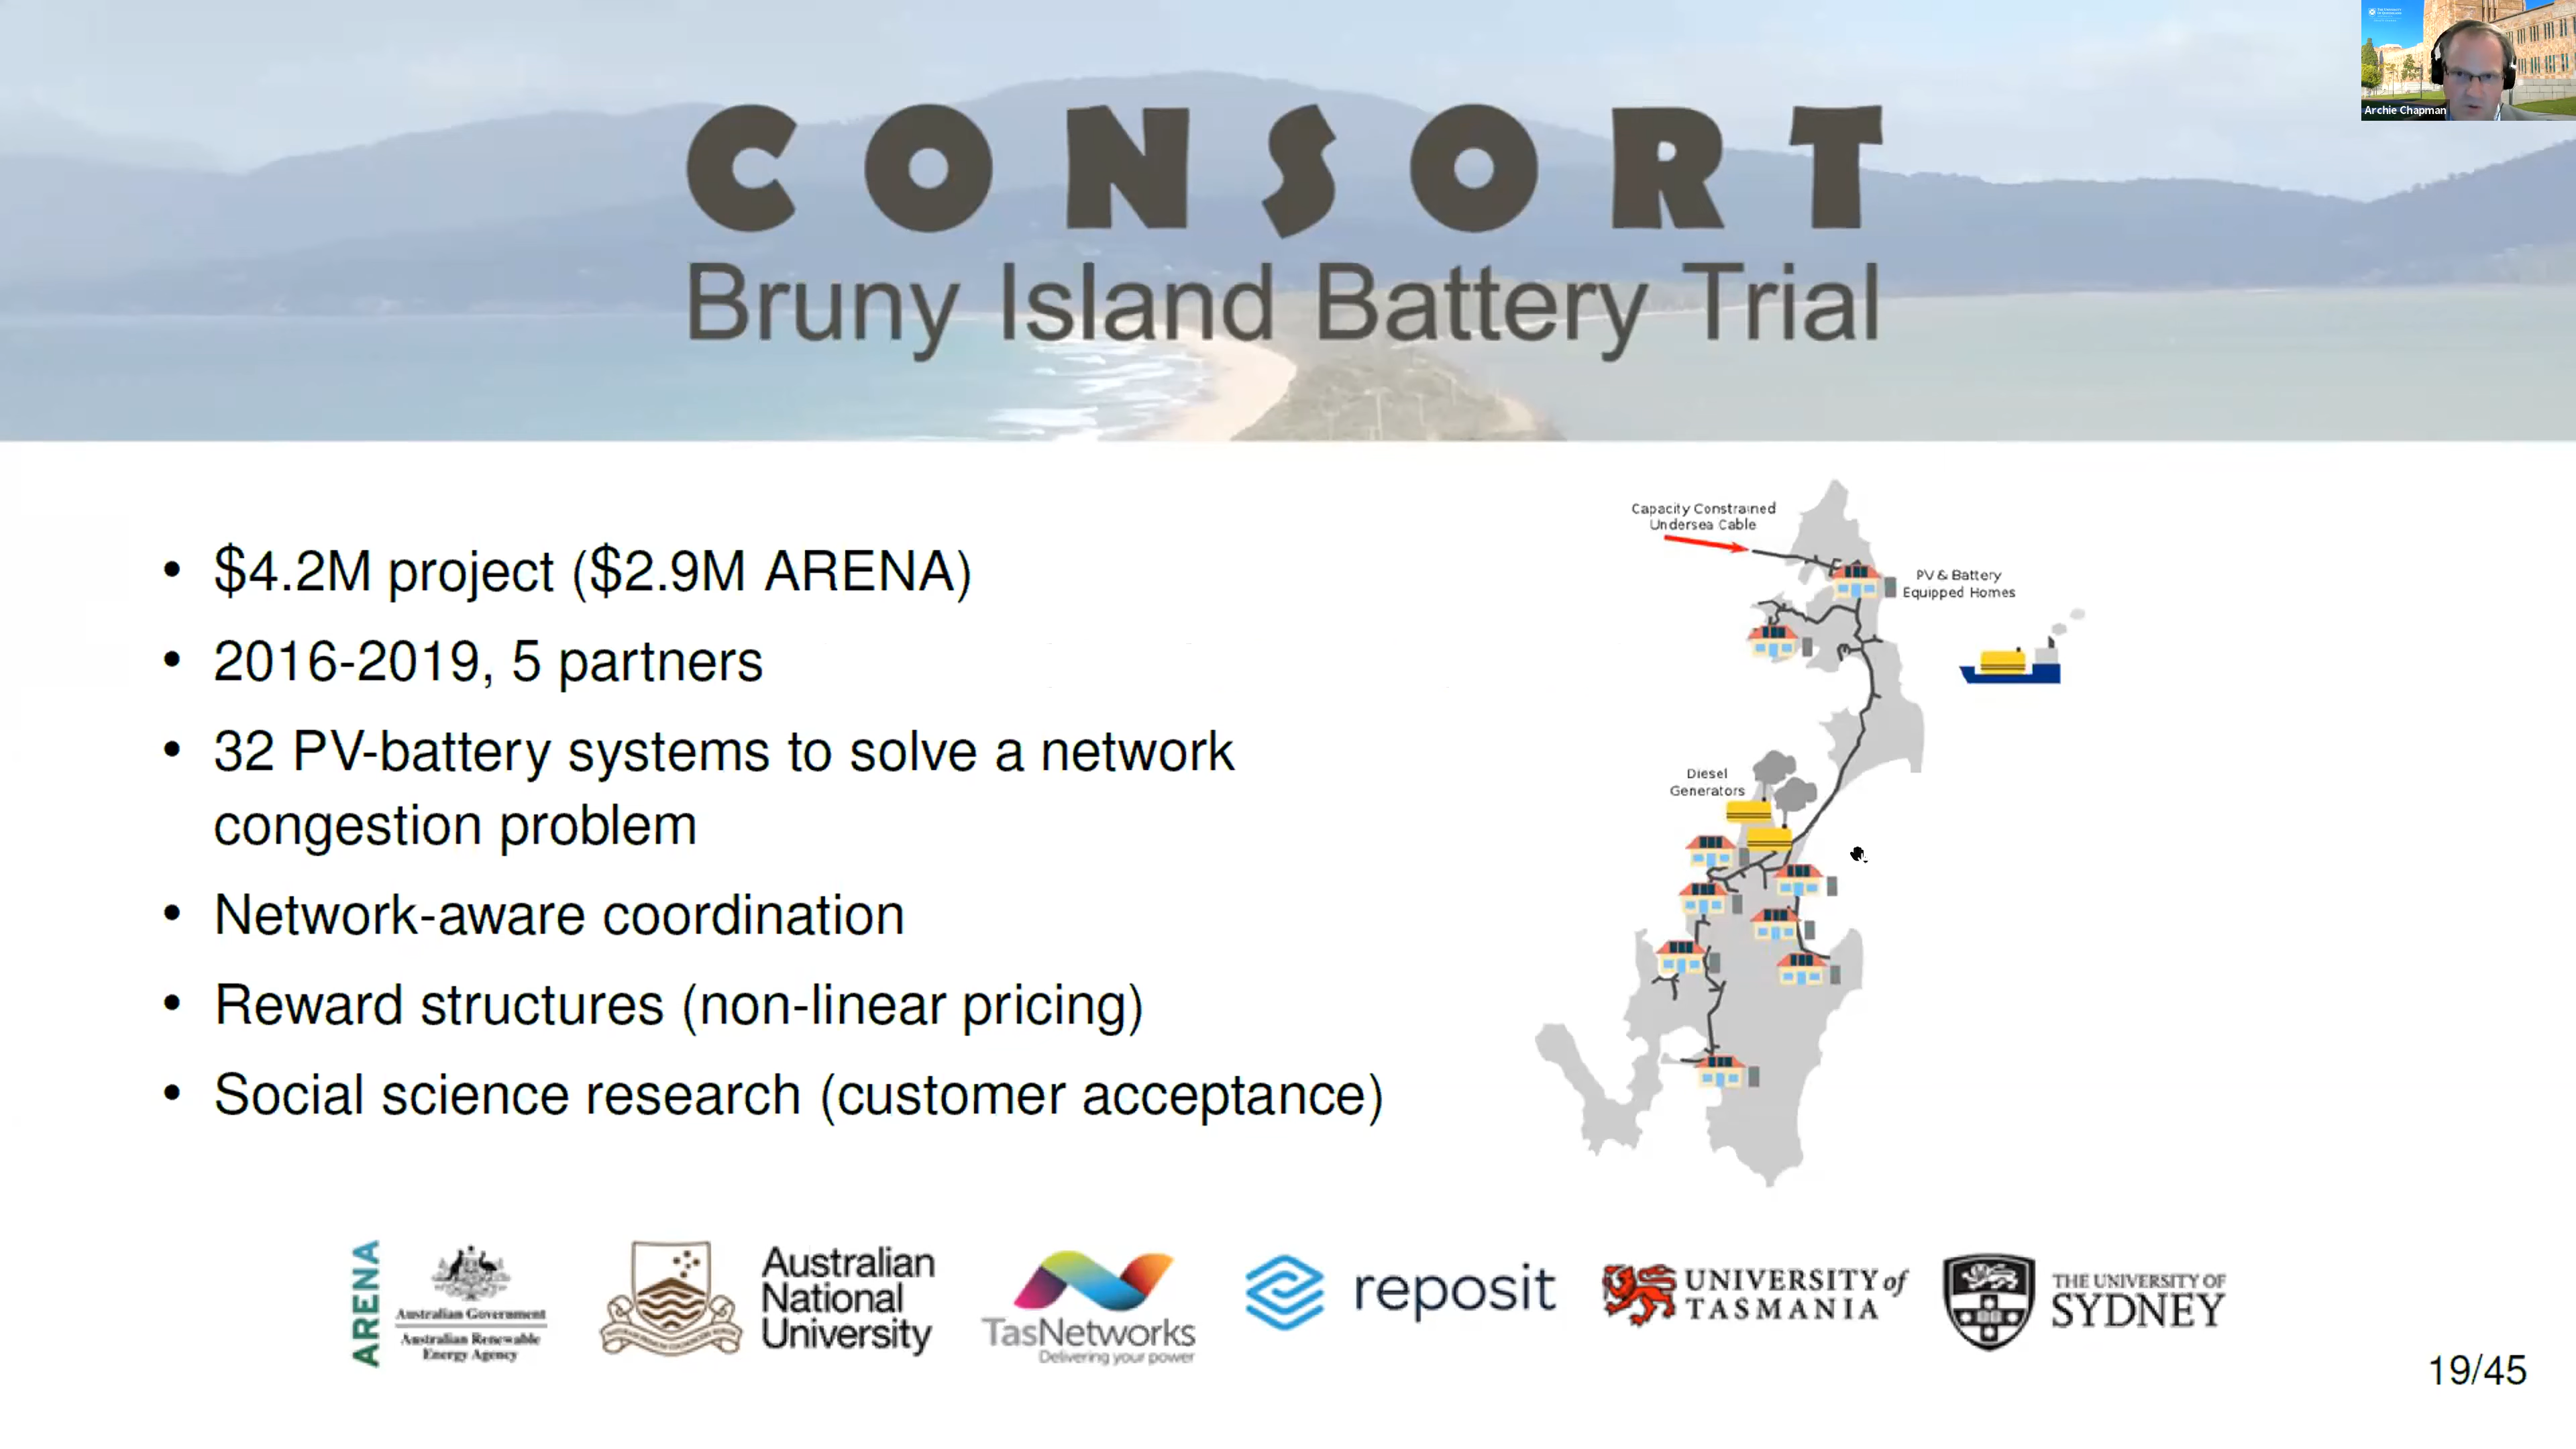 Archie Chapman
CONSORT
Bruny Island Battery Trial
• $4.2M project ($2.9M ARENA)
• 2016-2019, 5 partners
• 32 PV-battery systems to solve a network
congestion problem
• Network-aware coordination
• Reward structures (non-linear pricing)
• Social science research (customer acceptance)
Capacity Constrained
Undersea Cable
PV & Battery
Equipped Homes
Diesel
Generators
ARENA
Australian Government
Australian Renewable
Energy Agency
Australian
National
University
TasNetworks
Delivering your power
reposit
UNIVERSITY of
TASMANIA
THE UNIVERSITY OF
SYDNEY
19/45